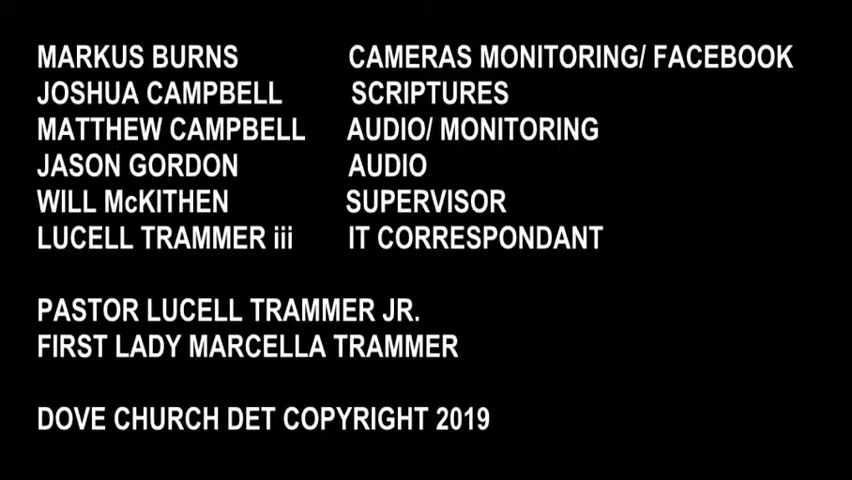 MARKUS BURNS CAMERAS MONITORING/ FACEBOOK
JOSHUA CAMPBELL SCRIPTURES
MATTHEW CAMPBELL AUDIO/ MONITORING
JASON GORDON AUDIO
WILL McKITHEN SUPERVISOR
LUCELL TRAMMER iii IT CORRESPONDANT
PASTOR LUCELL TRAMMER JR.
FIRST LADY MARCELLA TRAMMER
DOVE CHURCH DET COPYRIGHT 2019